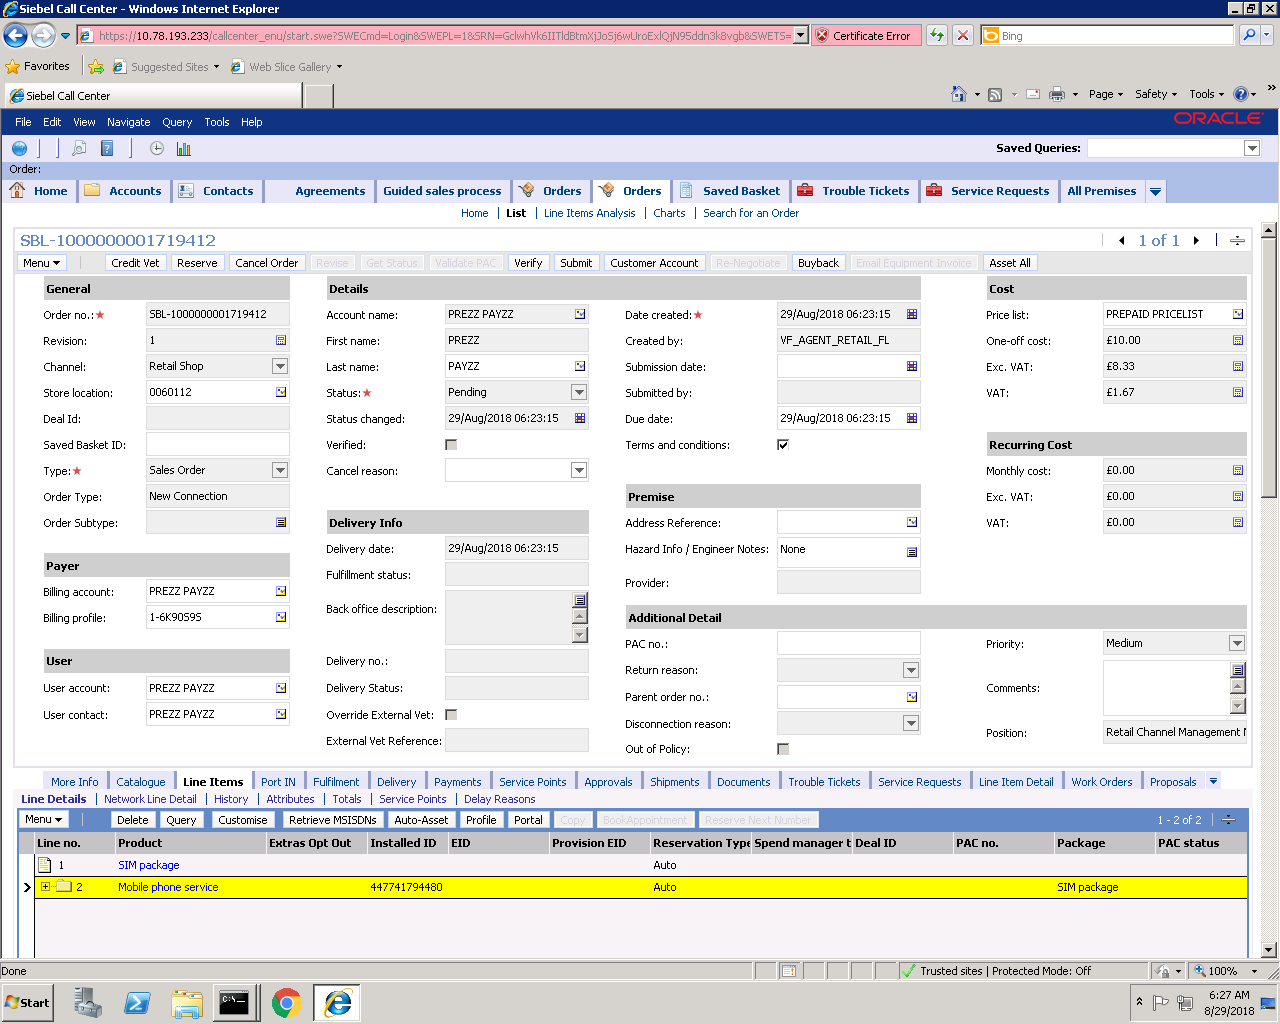 Siebel Call Center - Windows Internet Explorer
Certificate Error
Bing
Favorites
Suggested Sites
Web Slice Gallery
Siebel Call Center
Page
Safety
Tools
File Edit View Navigate Query Tools Help
ORACLE
Saved Queries:
Order:
Home Accounts Contacts Agreements Guided sales process Orders Orders Saved Basket Trouble Tickets Service Requests All Premises
Home List Line Items Analysis Charts Search for an Order
SBL-1000000001719412
1 of 1
Menu Credit Vet Reserve Cancel Order Revise Get Status Validate PAC Verify Submit Customer Account Re-Negotiate Buyback Email Equipment Invoice Asset All
General
Order no.:★ SBL-1000000001719412
Revision: 1
Channel: Retail Shop
Store location: 0060112
Deal Id:
Saved Basket ID:
Type:★ Sales Order
Order Type: New Connection
Order Subtype:
Payer
Billing account: PREZZ PAYZZ
Billing profile: 1-6K90S9S
User
User account: PREZZ PAYZZ
User contact: PREZZ PAYZZ
Details
Account name: PREZZ PAYZZ
First name: PREZZ
Last name: PAYZZ
Status:★ Pending
Status changed: 29/Aug/2018 06:23:15
Verified:
Cancel reason:
Delivery Info
Delivery date: 29/Aug/2018 06:23:15
Fulfillment status:
Back office description:
Delivery no.:
Delivery Status:
Override External Vet:
External Vet Reference:
Date created:★ 29/Aug/2018 06:23:15
Created by: VF_AGENT_RETAIL_FL
Submission date:
Submitted by:
Due date: 29/Aug/2018 06:23:15
Terms and conditions:
Premise
Address Reference:
Hazard Info / Engineer Notes: None
Provider:
Additional Detail
PAC no.:
Return reason:
Parent order no.:
Disconnection reason:
Out of Policy:
Cost
Price list: PREPAID PRICELIST
One-off cost: £10.00
Exc. VAT: £8.33
VAT: £1.67
Recurring Cost
Monthly cost: £0.00
Exc. VAT: £0.00
VAT: £0.00
Priority: Medium
Comments:
Position: Retail Channel Management
More Info Catalogue Line Items Port IN Fulfilment Delivery Payments Service Points Approvals Shipments Documents Trouble Tickets Service Requests Line Item Detail Work Orders Proposals
Line Details Network Line Detail History Attributes Totals Service Points Delay Reasons
Menu Delete Query Customise Retrieve MSISDNs Auto-Asset Profile Portal Copy BookAppointment Reserve Next Number 1 - 2 of 2
Line no. Product Extras Opt Out Installed ID EID Provision EID Reservation Type Spend manager t Deal ID PAC no. Package PAC status
1 SIM package Auto
2 Mobile phone service 447741794480 Auto SIM package
Done
Trusted sites | Protected Mode: Off
100%
Start
6:27 AM
8/29/2018